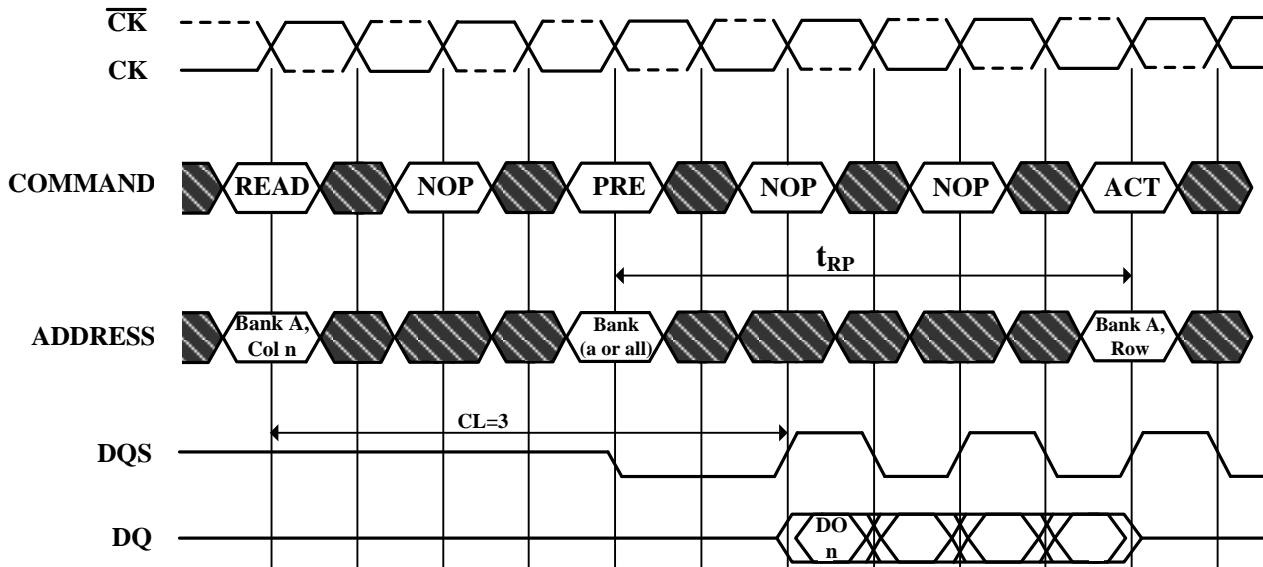 CK
CK
COMMAND
READ
NOP
PRE
NOP
NOP
ACT
tRP
ADDRESS
Bank A,
Col n
Bank
(a or all)
Bank A,
Row
CL=3
DQS
DQ
DO
n